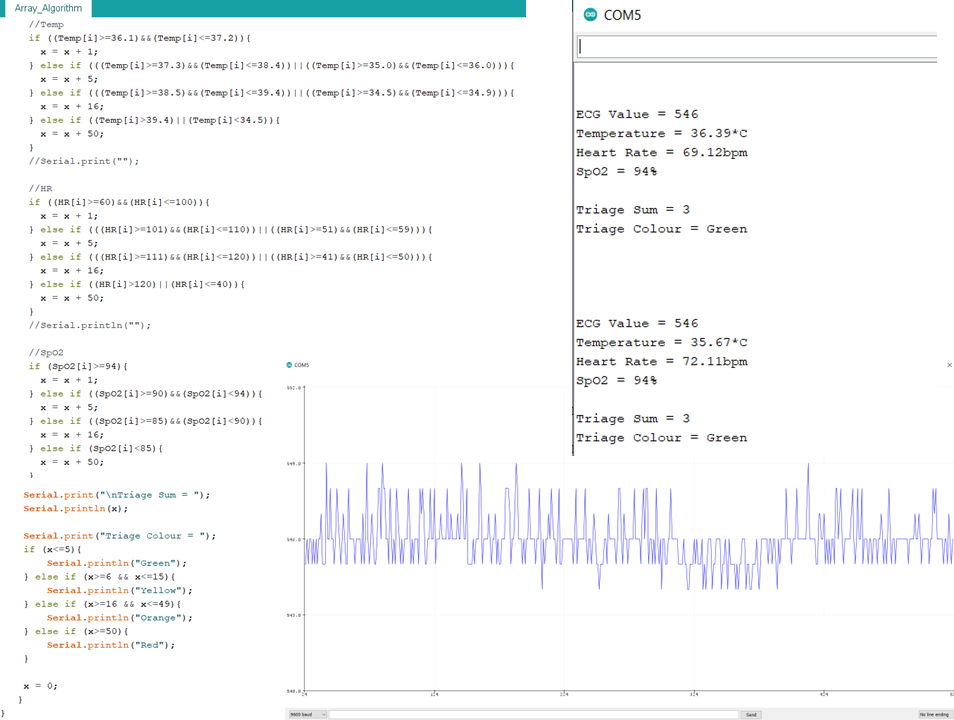 Array_Algorithm
//Temp
if ((Temp[i]>=36.1)&&(Temp[i]<=37.2)){
x = x + 1;
} else if (((Temp[i]>=37.3)&&(Temp[i]<=38.4))||((Temp[i]>=35.0)&&(Temp[i]<=36.0))){
x = x + 5;
} else if (((Temp[i]>=38.5)&&(Temp[i]<=39.4))||((Temp[i]>=34.5)&&(Temp[i]<=34.9))){
x = x + 16;
} else if ((Temp[i]>39.4)||(Temp[i]<34.5)){
x = x + 50;
}
//Serial.print("");
//HR
if ((HR[i]>=60)&&(HR[i]<=100)){
x = x + 1;
} else if (((HR[i]>=101)&&(HR[i]<=110))||((HR[i]>=51)&&(HR[i]<=59))){
x = x + 5;
} else if (((HR[i]>=111)&&(HR[i]<=120))||((HR[i]>=41)&&(HR[i]<=50))){
x = x + 16;
} else if ((HR[i]>120)||(HR[i]<=40)){
x = x + 50;
}
//Serial.println("");
//SpO2
if (SpO2[i]>=94){
x = x + 1;
} else if ((SpO2[i]>=90)&&(SpO2[i]<94)){
x = x + 5;
} else if ((SpO2[i]>=85)&&(SpO2[i]<90)){
x = x + 16;
} else if (SpO2[i]<85){
x = x + 50;
}
Serial.print("\nTriage Sum = ");
Serial.println(x);
Serial.print("Triage Colour = ");
if (x<=5){
Serial.println("Green");
} else if (x>=6 && x<=15){
Serial.println("Yellow");
} else if (x>=16 && x<=49){
Serial.println("Orange");
} else if (x>=50){
Serial.println("Red");
}
x = 0;
}
}
COM5
ECG Value = 546
Temperature = 36.39*C
Heart Rate = 69.12bpm
SpO2 = 94%
Triage Sum = 3
Triage Colour = Green
ECG Value = 546
Temperature = 35.67*C
Heart Rate = 72.11bpm
SpO2 = 94%
Triage Sum = 3
Triage Colour = Green
COM5
9600 baud
Send
No line ending